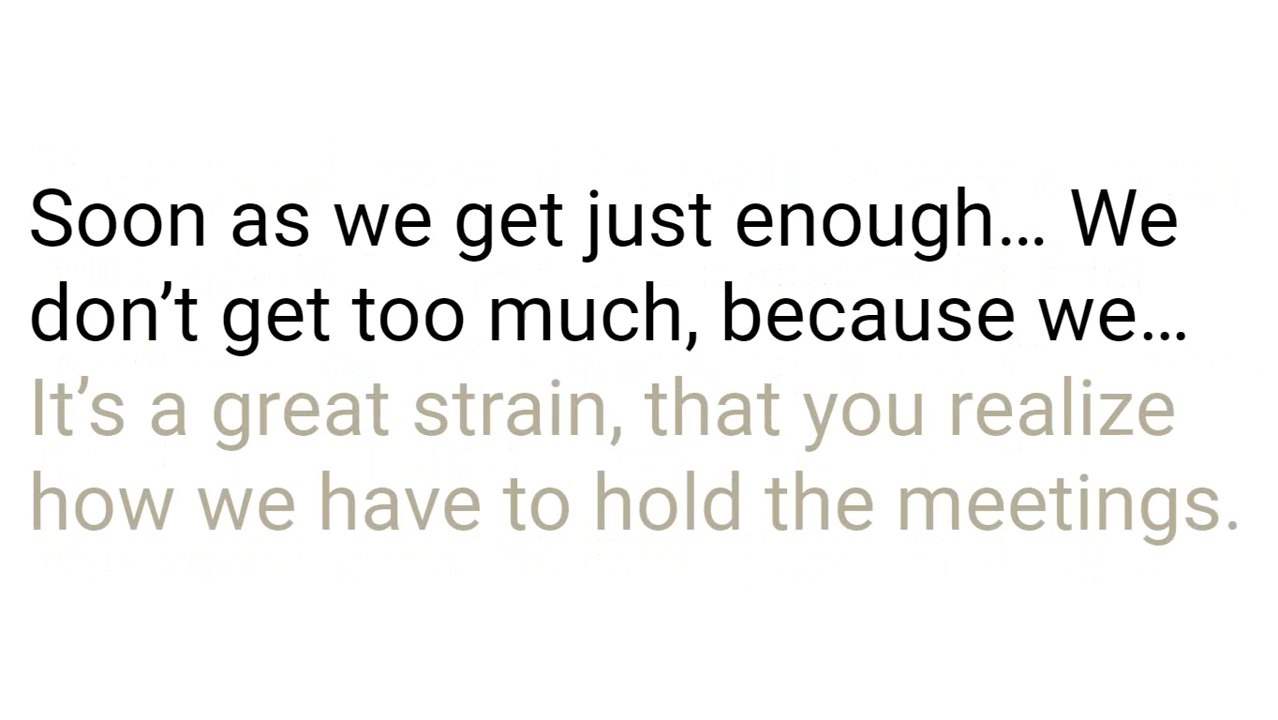 Soon as we get just enough… We
don’t get too much, because we…
It’s a great strain, that you realize
how we have to hold the meetings.